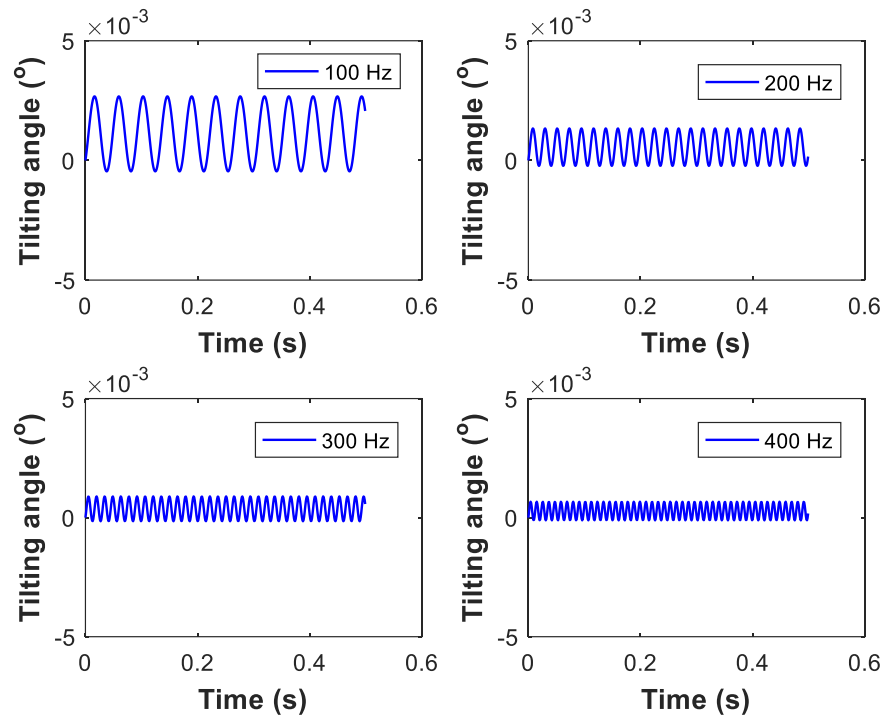 ×10⁻³
5
0
-5
Tilting angle (º)
100 Hz
0 0.2 0.4 0.6
Time (s)
×10⁻³
5
0
-5
Tilting angle (º)
200 Hz
0 0.2 0.4 0.6
Time (s)
×10⁻³
5
0
-5
Tilting angle (º)
300 Hz
0 0.2 0.4 0.6
Time (s)
×10⁻³
5
0
-5
Tilting angle (º)
400 Hz
0 0.2 0.4 0.6
Time (s)